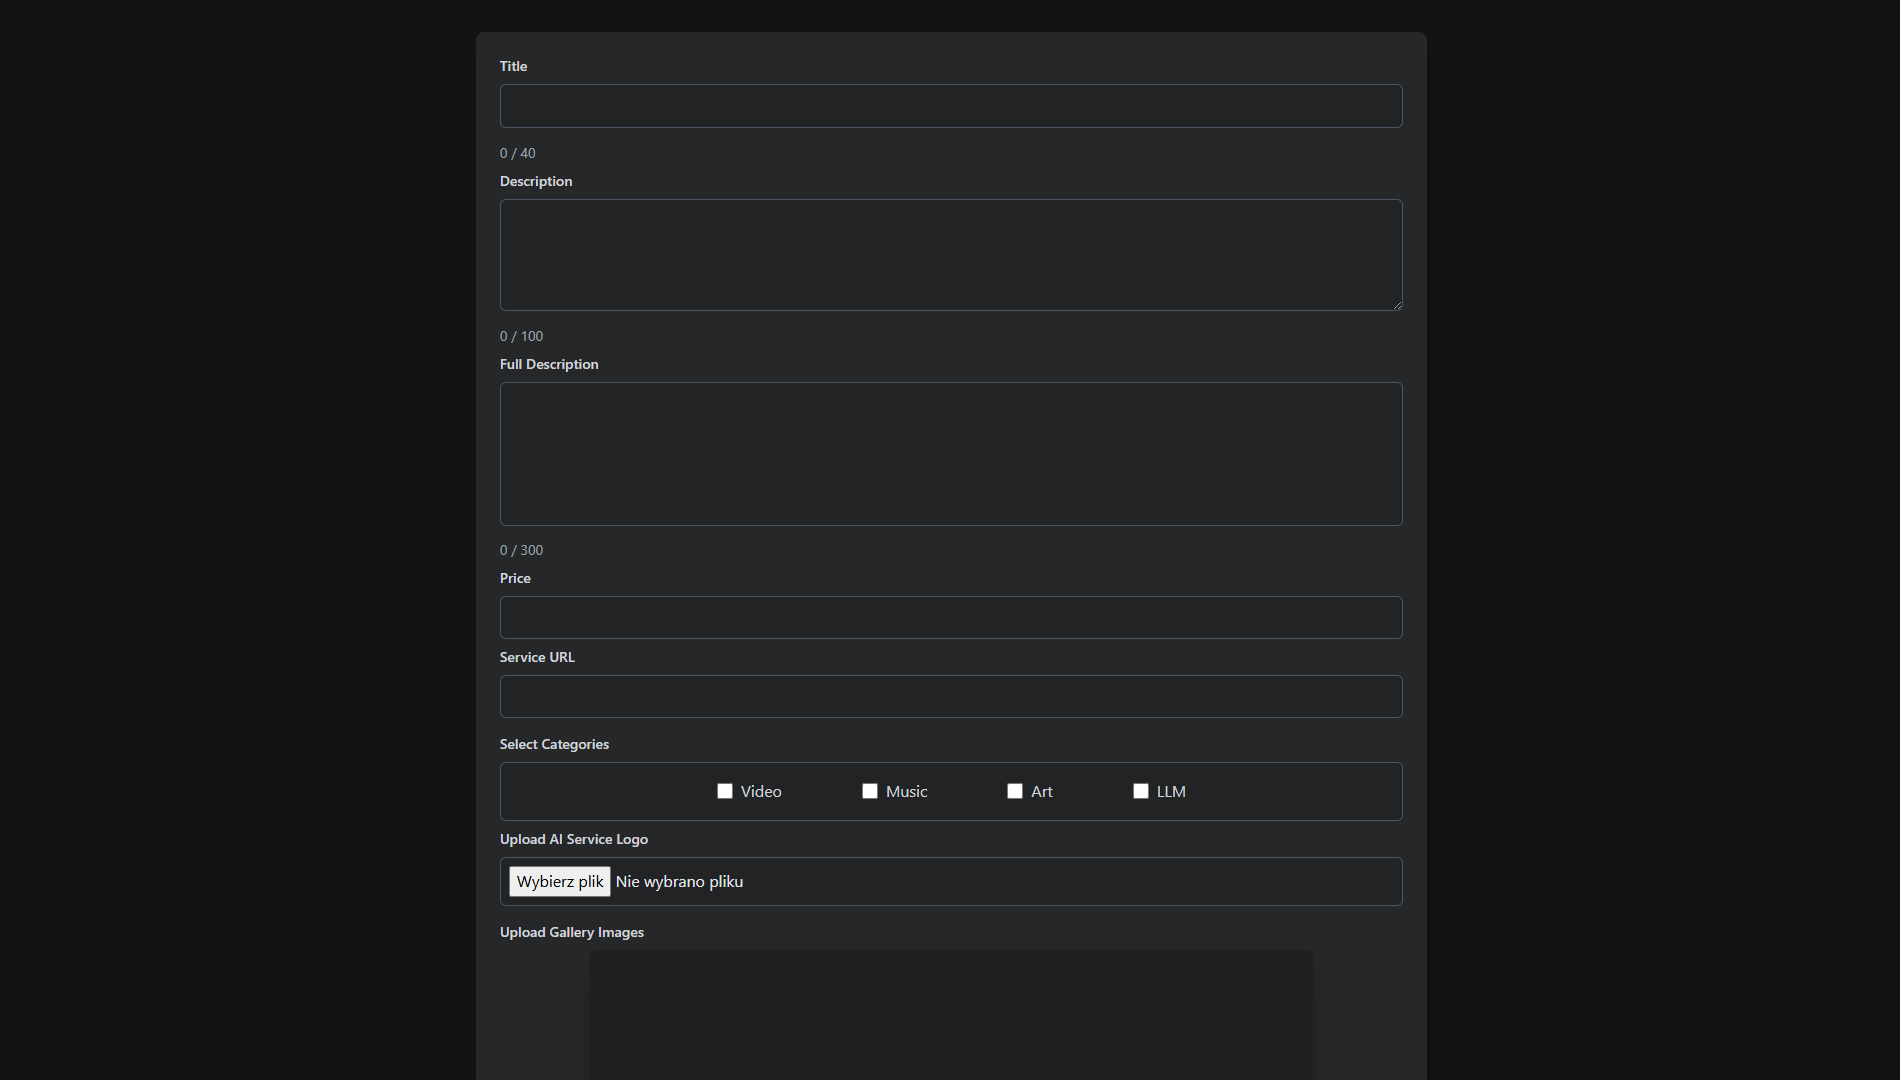 Title
0 / 40
Description
0 / 100
Full Description
0 / 300
Price
Service URL
Select Categories
Video Music Art LLM
Upload AI Service Logo
Wybierz plik Nie wybrano pliku
Upload Gallery Images